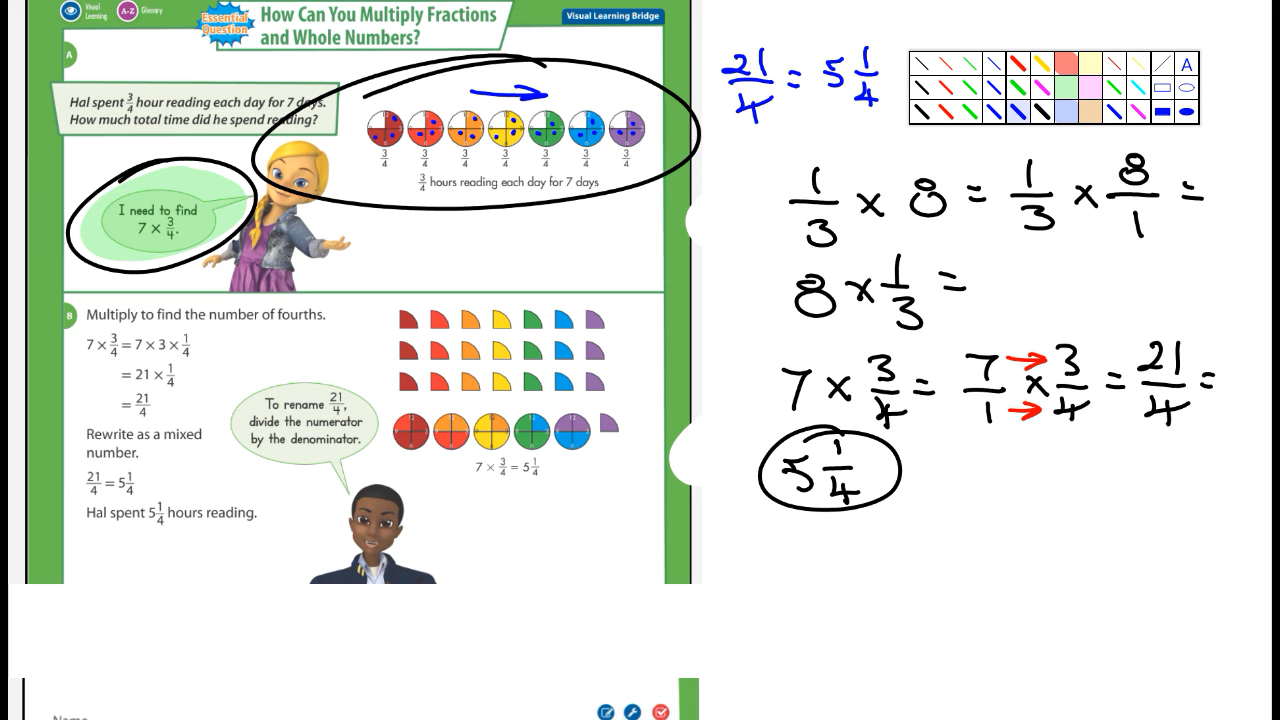 Visual Learning
A-Z Glossary
Essential Question
How Can You Multiply Fractions
and Whole Numbers?
Visual Learning Bridge
A
Hal spent 3/4 hour reading each day for 7 days.
How much total time did he spend reading?
3/4 3/4 3/4 3/4 3/4 3/4 3/4
3/4 hours reading each day for 7 days
I need to find
7 × 3/4.
B
Multiply to find the number of fourths.
7 × 3/4 = 7 × 3 × 1/4
= 21 × 1/4
= 21/4
Rewrite as a mixed
number.
21/4 = 5 1/4
Hal spent 5 1/4 hours reading.
To rename 21/4,
divide the numerator
by the denominator.
7 × 3/4 = 5 1/4
21/4 = 5 1/4
A
1/3 × 8 = 1/3 × 8/1 =
8 × 1/3 =
7 × 3/4 = 7/1 × 3/4 = 21/4 =
5 1/4